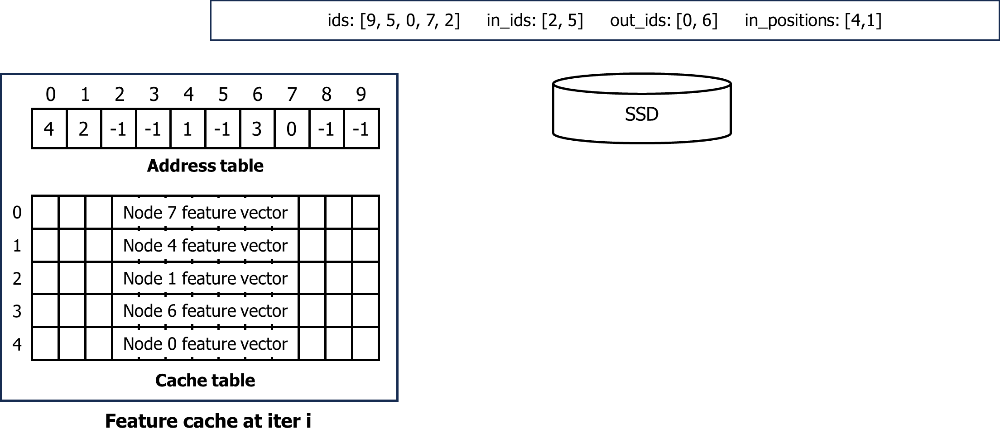 ids: [9, 5, 0, 7, 2] in_ids: [2, 5] out_ids: [0, 6] in_positions: [4,1]
0 1 2 3 4 5 6 7 8 9
4 2 -1 -1 1 -1 3 0 -1 -1
Address table
0 Node 7 feature vector
1 Node 4 feature vector
2 Node 1 feature vector
3 Node 6 feature vector
4 Node 0 feature vector
Cache table
Feature cache at iter i
SSD